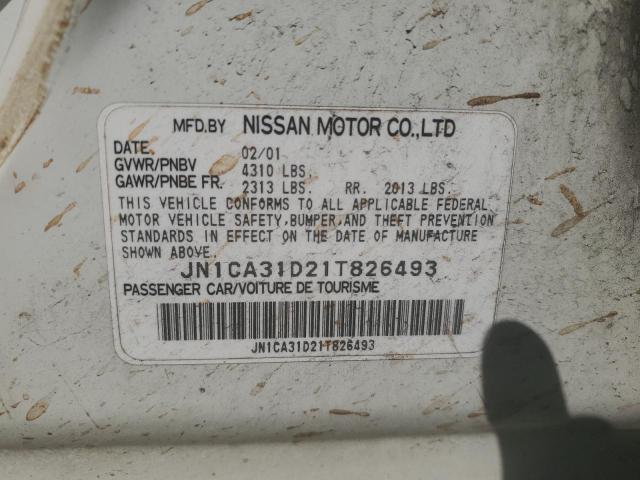 MFD.BY NISSAN MOTOR CO.,LTD
DATE. 02/01
GVWR/PNBV 4310 LBS.
GAWR/PNBE FR. 2313 LBS. RR. 2013 LBS.
THIS VEHICLE CONFORMS TO ALL APPLICABLE FEDERAL
MOTOR VEHICLE SAFETY,BUMPER,AND THEFT PREVENTION
STANDARDS IN EFFECT ON THE DATE OF MANUFACTURE
SHOWN ABOVE.
JN1CA31D21T826493
PASSENGER CAR/VOITURE DE TOURISME
JN1CA31D21T826493